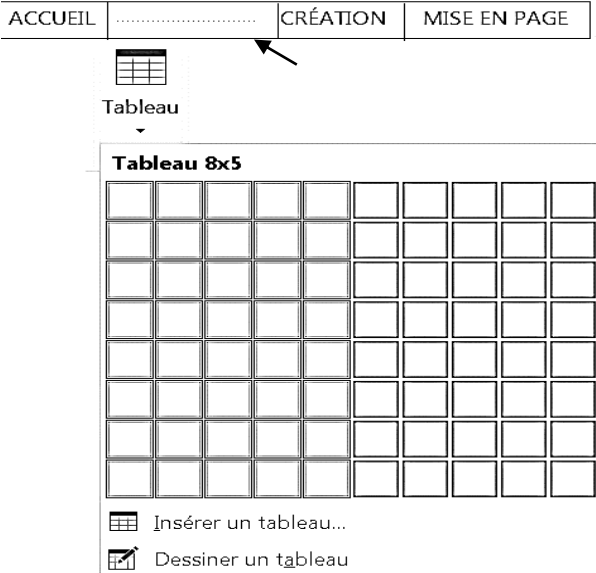 ACCUEIL ............................ CRÉATION MISE EN PAGE
Tableau
Tableau 8x5
Insérer un tableau...
Dessiner un tableau